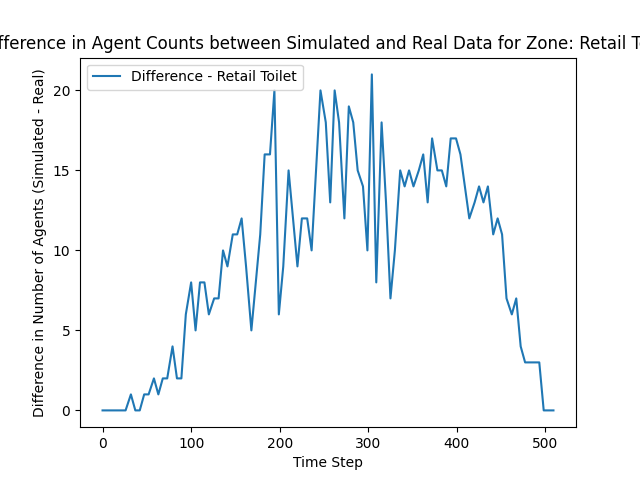 fference in Agent Counts between Simulated and Real Data for Zone: Retail T
Difference - Retail Toilet
Difference in Number of Agents (Simulated - Real)
20
15
10
5
0
0 100 200 300 400 500
Time Step